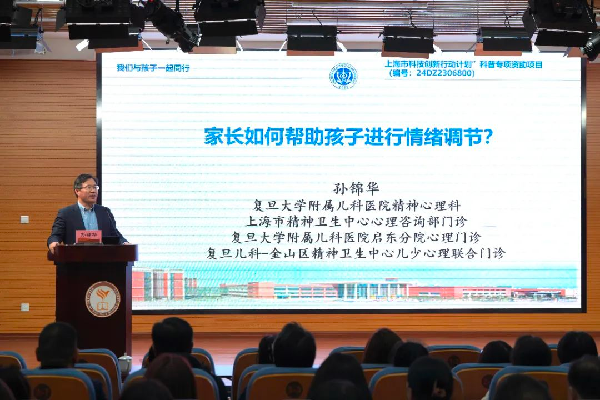 我们与孩子一起同行
上海市科技创新行动计划”科普专项资助项目
（编号：24DZ2306800）
家长如何帮助孩子进行情绪调节？
孙锦华
复旦大学附属儿科医院精神心理科
上海市精神卫生中心心理咨询部门诊
复旦大学附属儿科医院启东分院心理门诊
复旦儿科-金山区精神卫生中心儿少心理联合门诊
孙锦华